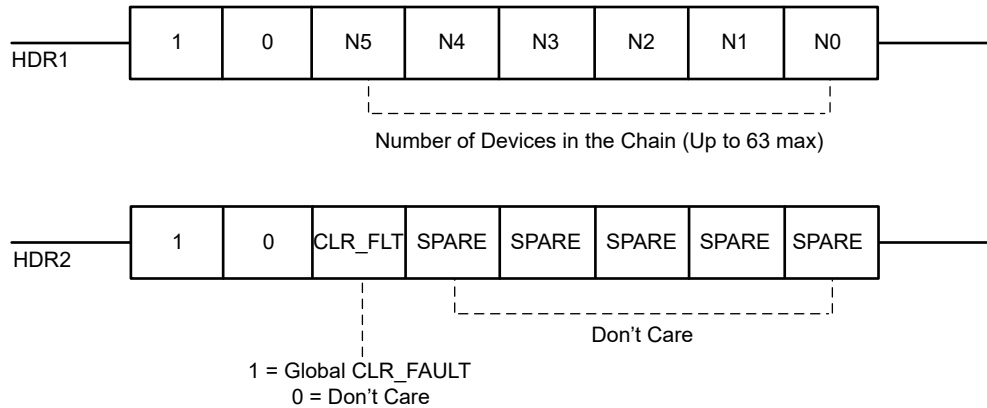 HDR1 1 0 N5 N4 N3 N2 N1 N0
Number of Devices in the Chain (Up to 63 max)
HDR2 1 0 CLR_FLT SPARE SPARE SPARE SPARE SPARE
Don't Care
1 = Global CLR_FAULT
0 = Don't Care